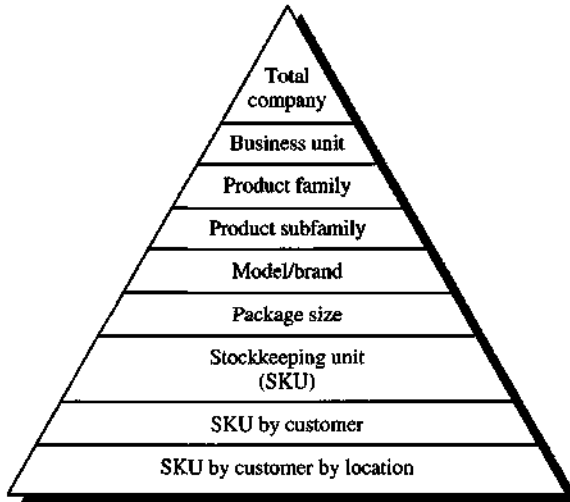 Total
company
Business unit
Product family
Product subfamily
Model/brand
Package size
Stockkeeping unit
(SKU)
SKU by customer
SKU by customer by location